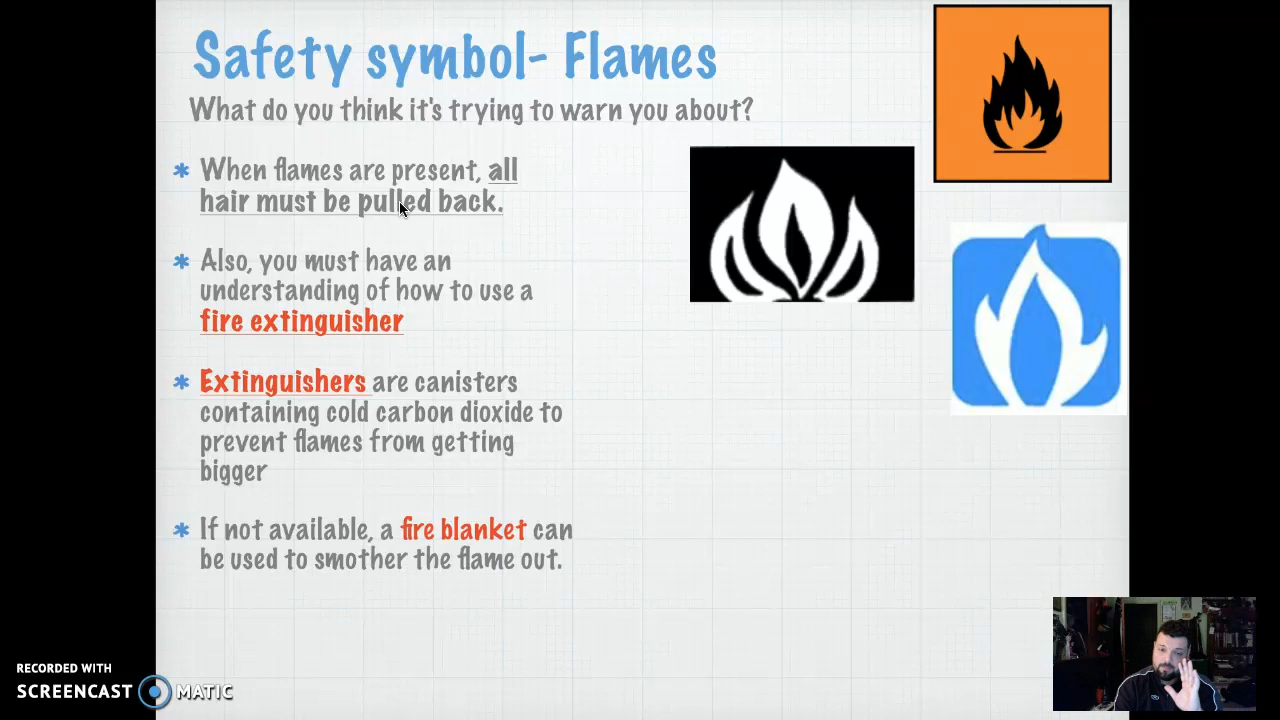 Safety symbol- Flames
What do you think it's trying to warn you about?
When flames are present, all
hair must be pulled back.
Also, you must have an
understanding of how to use a
fire extinguisher
Extinguishers are canisters
containing cold carbon dioxide to
prevent flames from getting
bigger
If not available, a fire blanket can
be used to smother the flame out.
RECORDED WITH
SCREENCAST MATIC